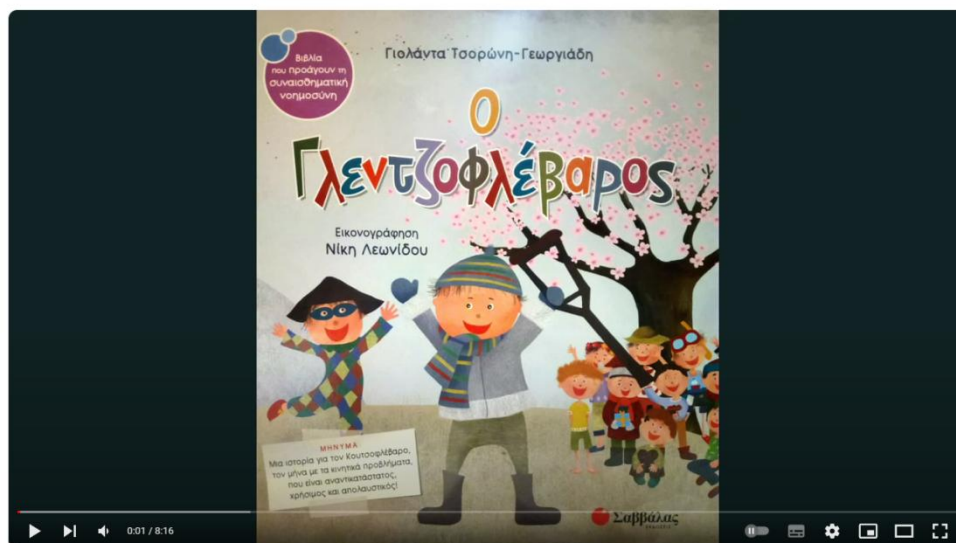 Βιβλία
που προάγουν τη
συναισθηματική
νοημοσύνη
Γιολάντα Τσορώνη-Γεωργιάδη
Ο
Γλεντζοφλέβαρος
Εικονογράφηση
Νίκη Λεωνίδου
ΜΗΝΥΜΑ
Μια ιστορία για τον Κουτσοφλέβαρο,
τον μήνα με τα κινητικά προβλήματα,
που είναι αναντικατάστατος,
χρήσιμος και απολαυστικός!
Σαββάλας
0:01 / 8:16